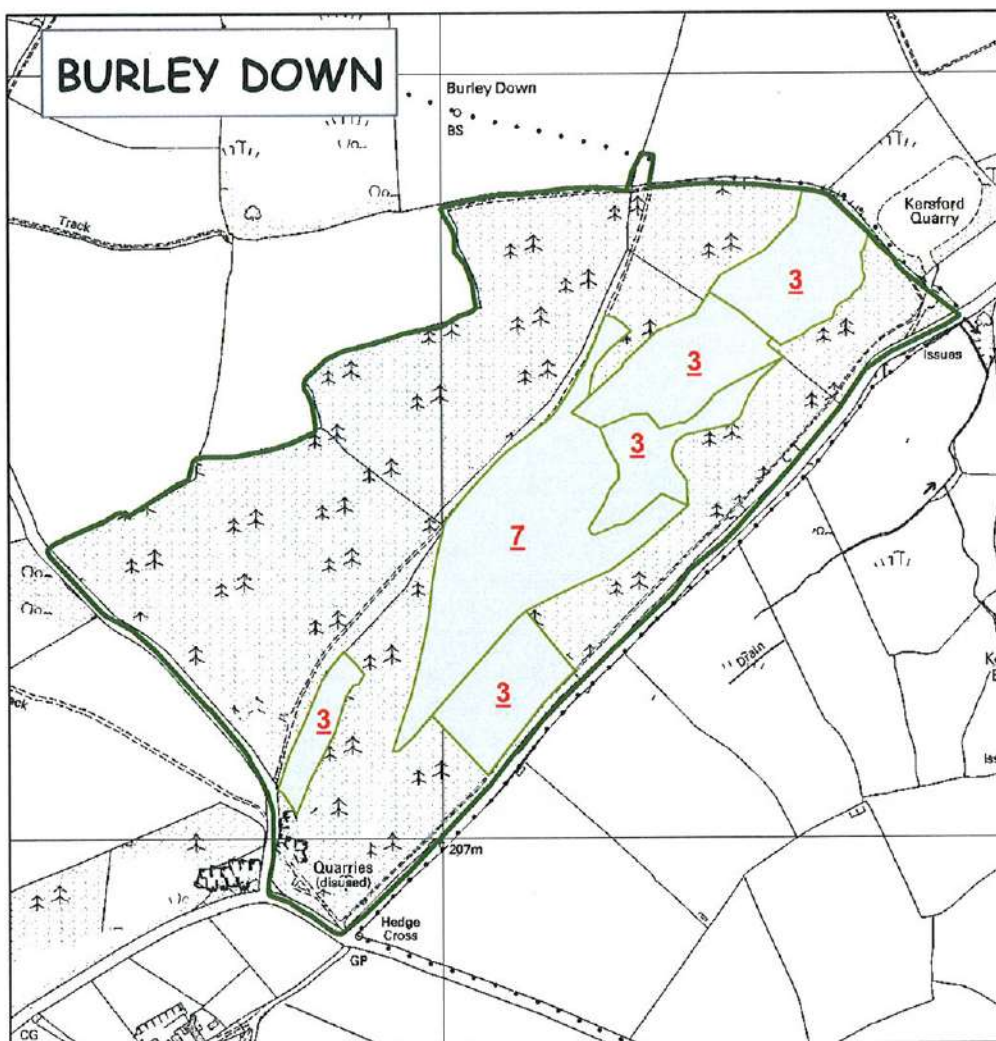 BURLEY DOWN
Burley Down
BS
Track
Kersford
Quarry
3
3
Issues
3
7
Drain
3
3
207m
Quarries
(disused)
Hedge
Cross
GP
CG